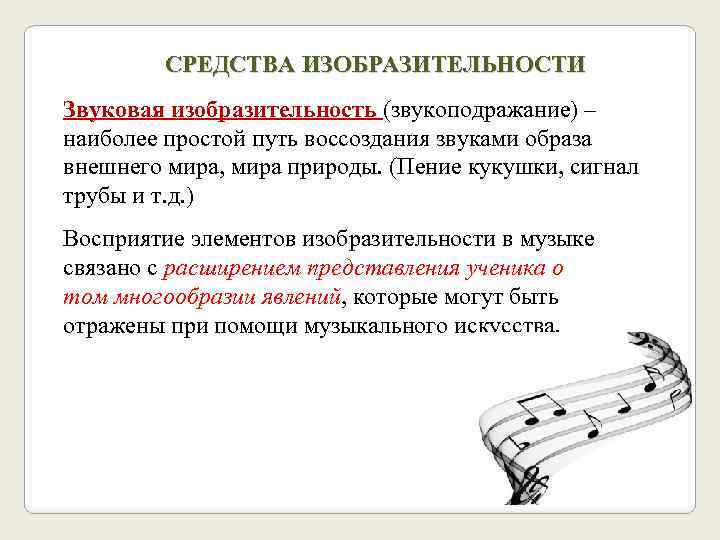 СРЕДСТВА ИЗОБРАЗИТЕЛЬНОСТИ
Звуковая изобразительность (звукоподражание) –
наиболее простой путь воссоздания звуками образа
внешнего мира, мира природы. (Пение кукушки, сигнал
трубы и т.д.)
Восприятие элементов изобразительности в музыке
связано с расширением представления ученика о
том многообразии явлений, которые могут быть
отражены при помощи музыкального искусства.